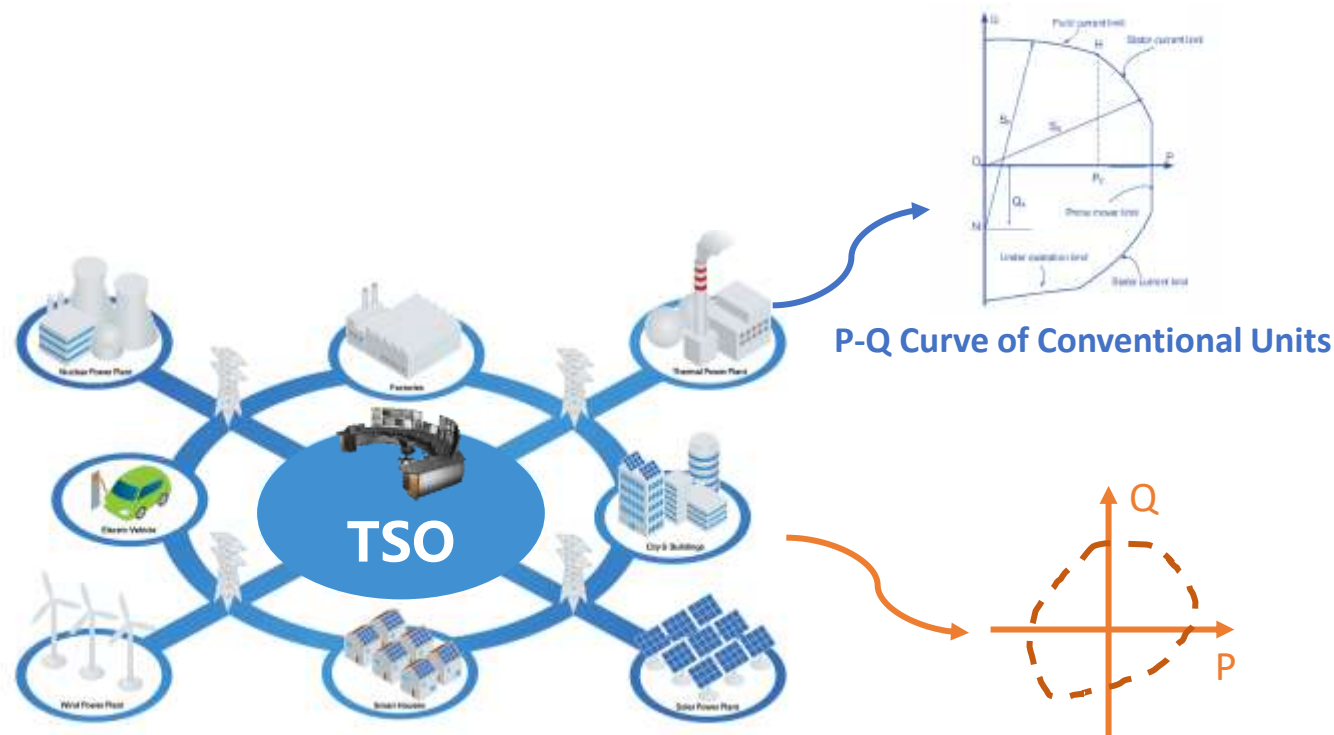 Q
Field current limit
H
Stator current limit
O
P
N
Prime mover limit
Under excitation limit
Stator current limit
P-Q Curve of Conventional Units
Nuclear Power Plant
Factories
Thermal Power Plant
TSO
Electric Vehicle
City & Buildings
Wind Power Plant
Smart Houses
Solar Power Plant
Q
P